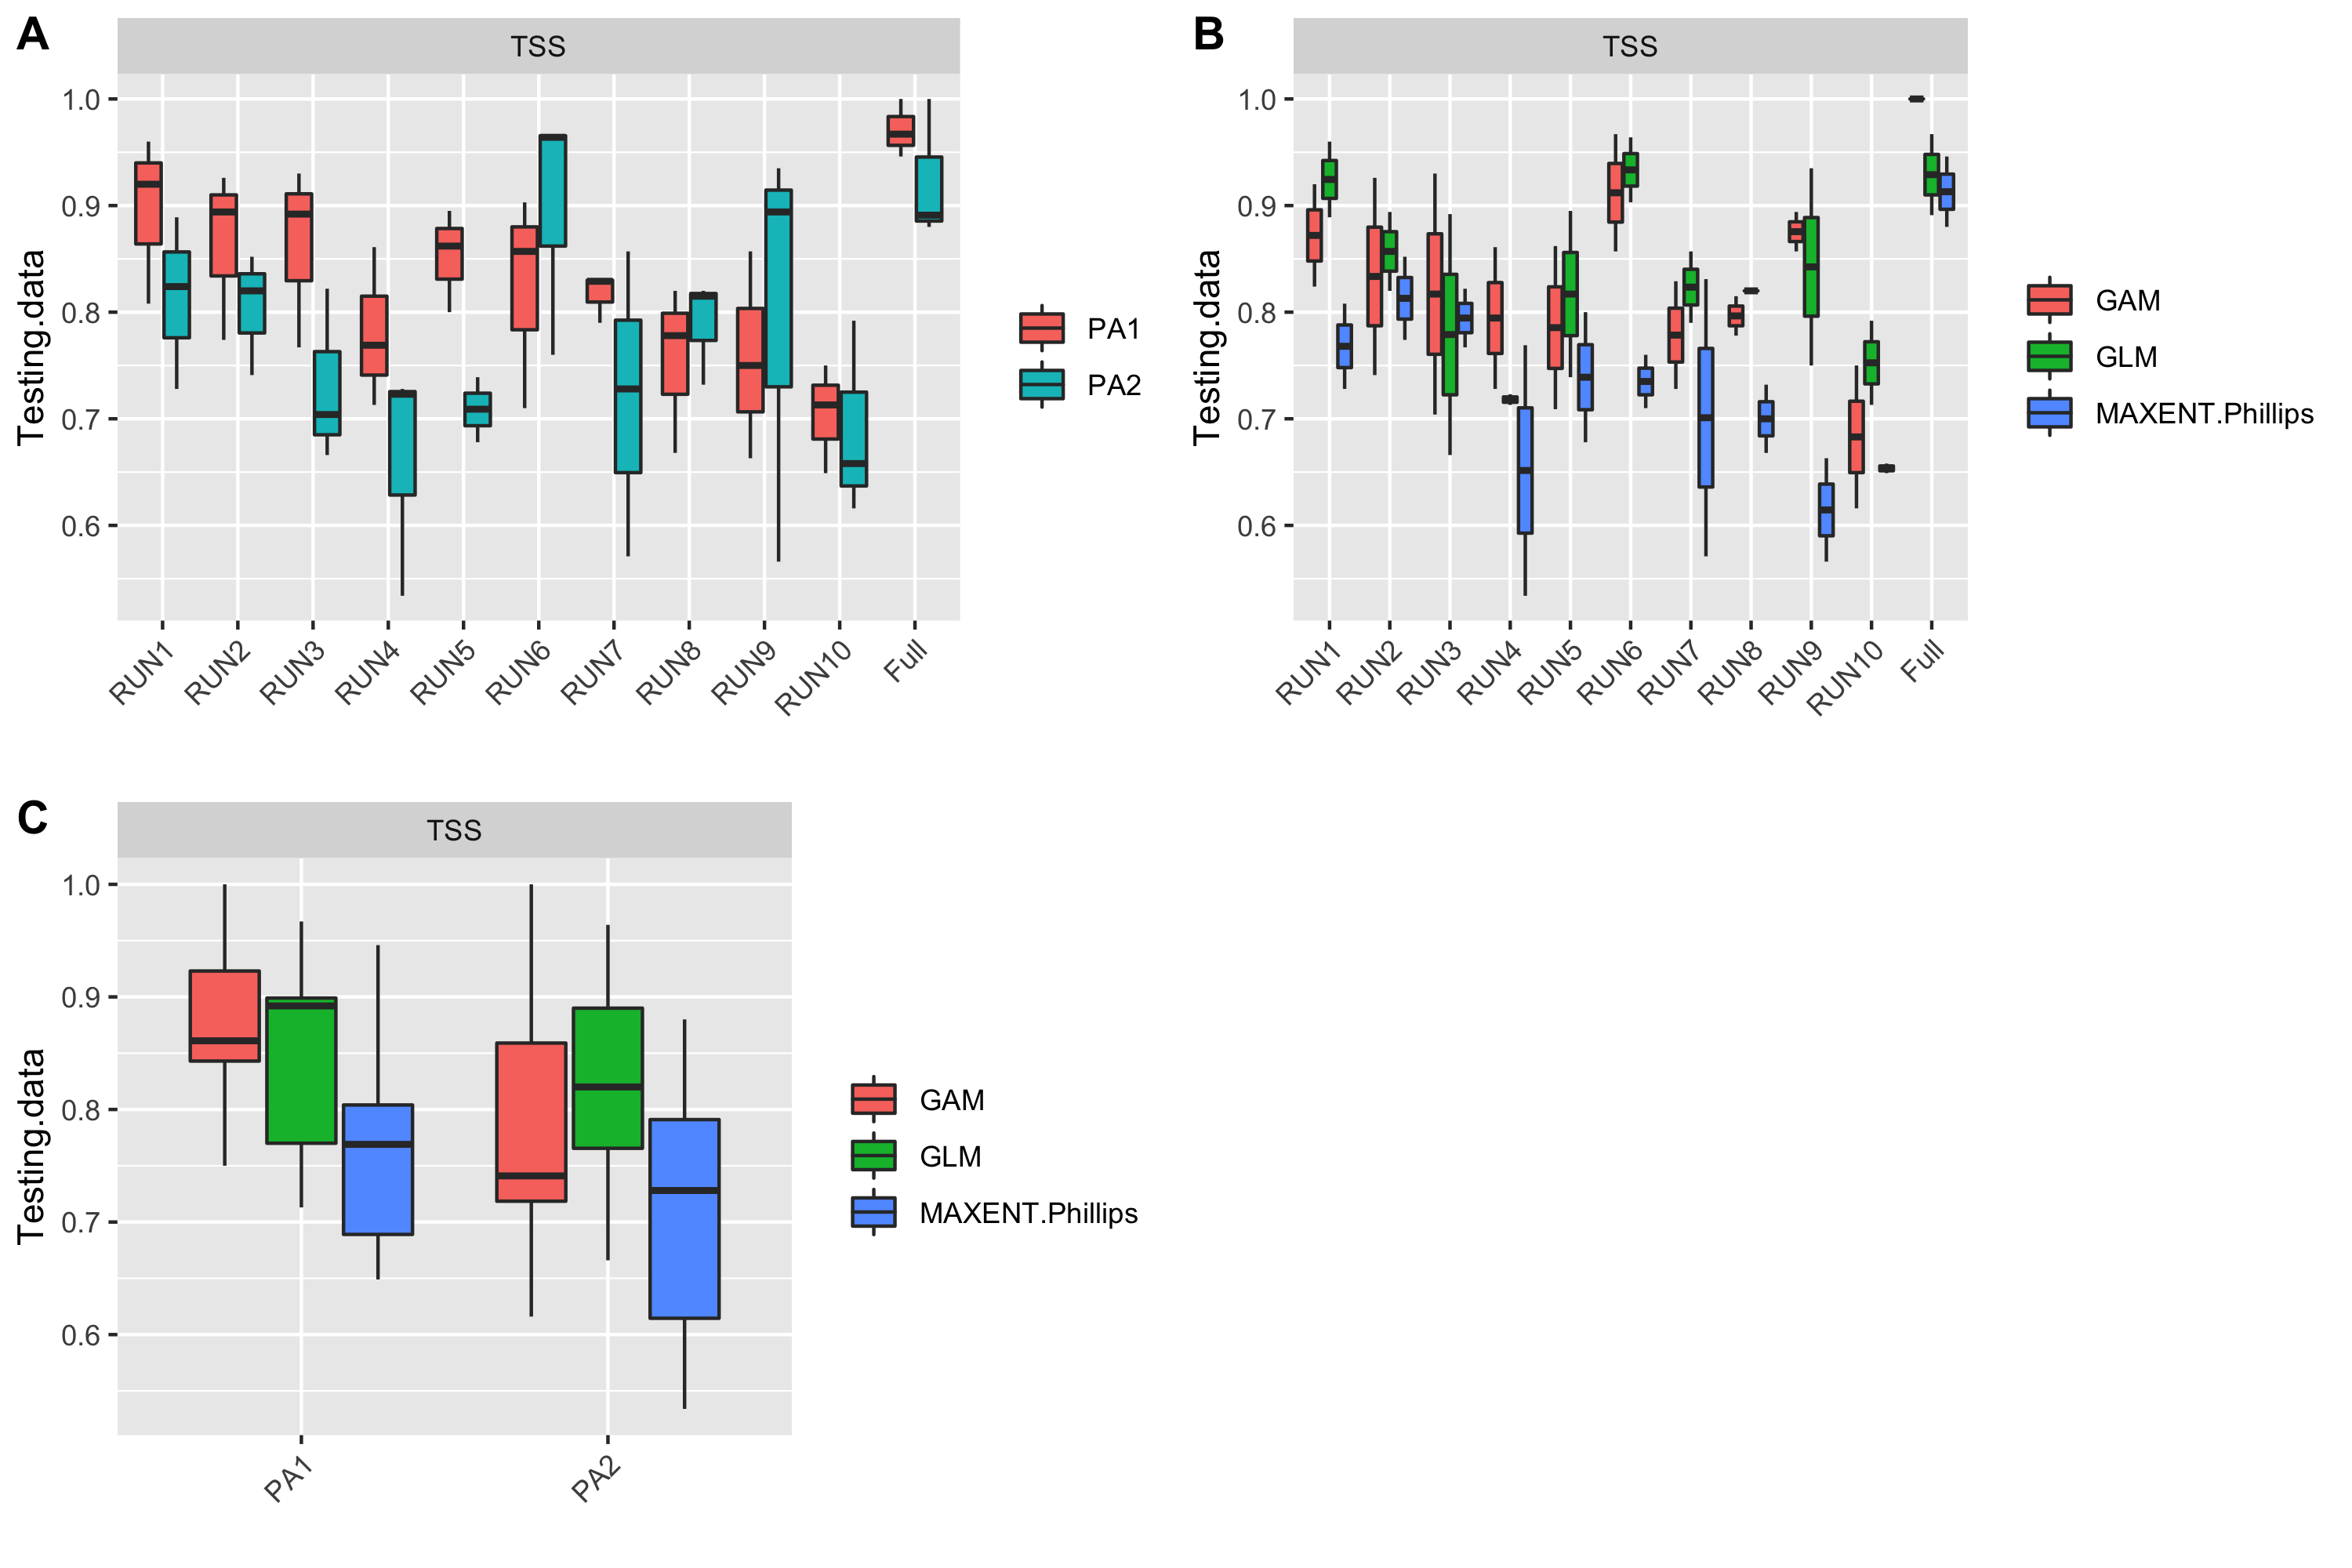 A
TSS
1.0
0.9
0.8
0.7
0.6
Testing.data
RUN1
RUN2
RUN3
RUN4
RUN5
RUN6
RUN7
RUN8
RUN9
RUN10
Full
PA1
PA2
B
TSS
1.0
0.9
0.8
0.7
0.6
Testing.data
RUN1
RUN2
RUN3
RUN4
RUN5
RUN6
RUN7
RUN8
RUN9
RUN10
Full
GAM
GLM
MAXENT.Phillips
C
TSS
1.0
0.9
0.8
0.7
0.6
Testing.data
PA1
PA2
GAM
GLM
MAXENT.Phillips